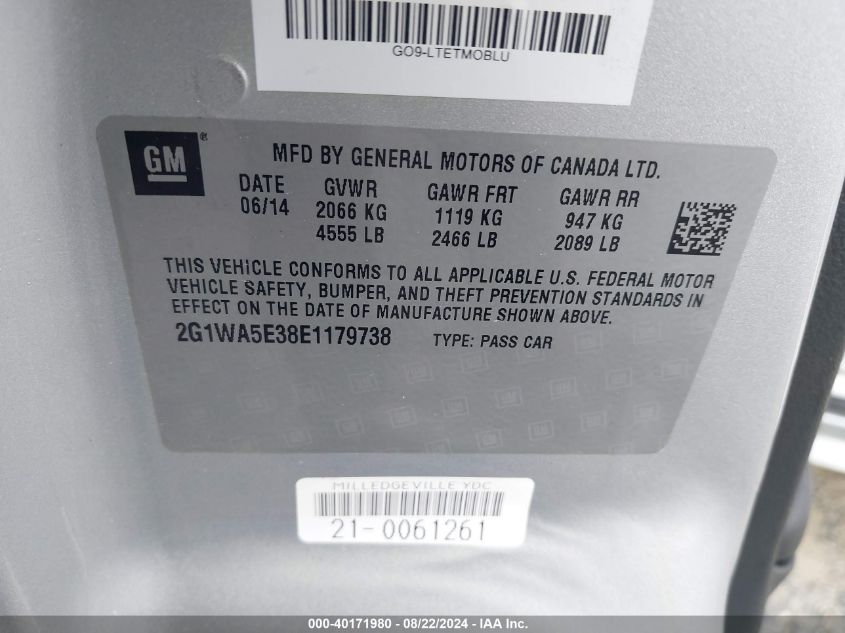 GO9-LTETMOBLU
GM®
MFD BY GENERAL MOTORS OF CANADA LTD.
DATE GVWR GAWR FRT GAWR RR
06/14 2066 KG 1119 KG 947 KG
4555 LB 2466 LB 2089 LB
THIS VEHICLE CONFORMS TO ALL APPLICABLE U.S. FEDERAL MOTOR
VEHICLE SAFETY, BUMPER, AND THEFT PREVENTION STANDARDS IN
EFFECT ON THE DATE OF MANUFACTURE SHOWN ABOVE.
2G1WA5E38E1179738 TYPE: PASS CAR
MILLEDGEVILLE YDC
21-0061261
000-40171980 - 08/22/2024 - IAA Inc.